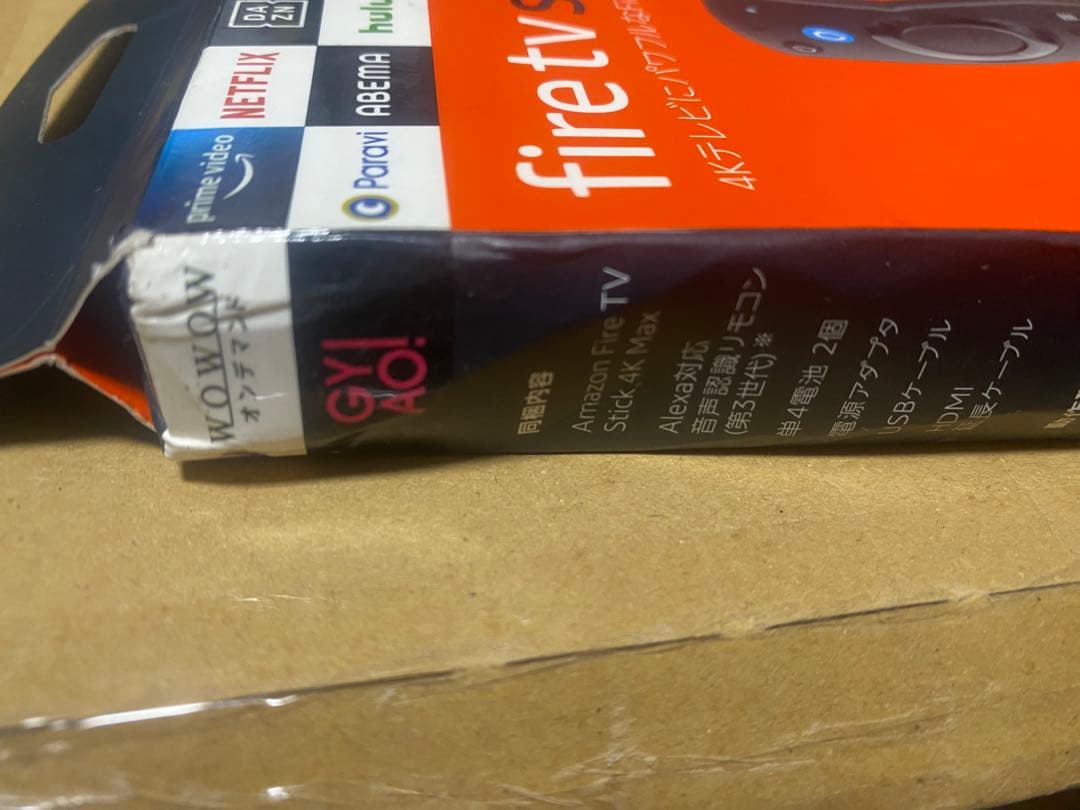 DA
ZN
hulu
NETFLIX
ABEMA
prime video
Paravi
fire tv S
4Kテレビにパワフルな
WOWOW
オンデマンド
GY
AO!
同梱内容
Amazon Fire TV
Stick 4K Max
Alexa対応
音声認識リモコン
(第3世代)※
単4電池 2個
電源アダプタ
USBケーブル
HDMI
延長ケーブル